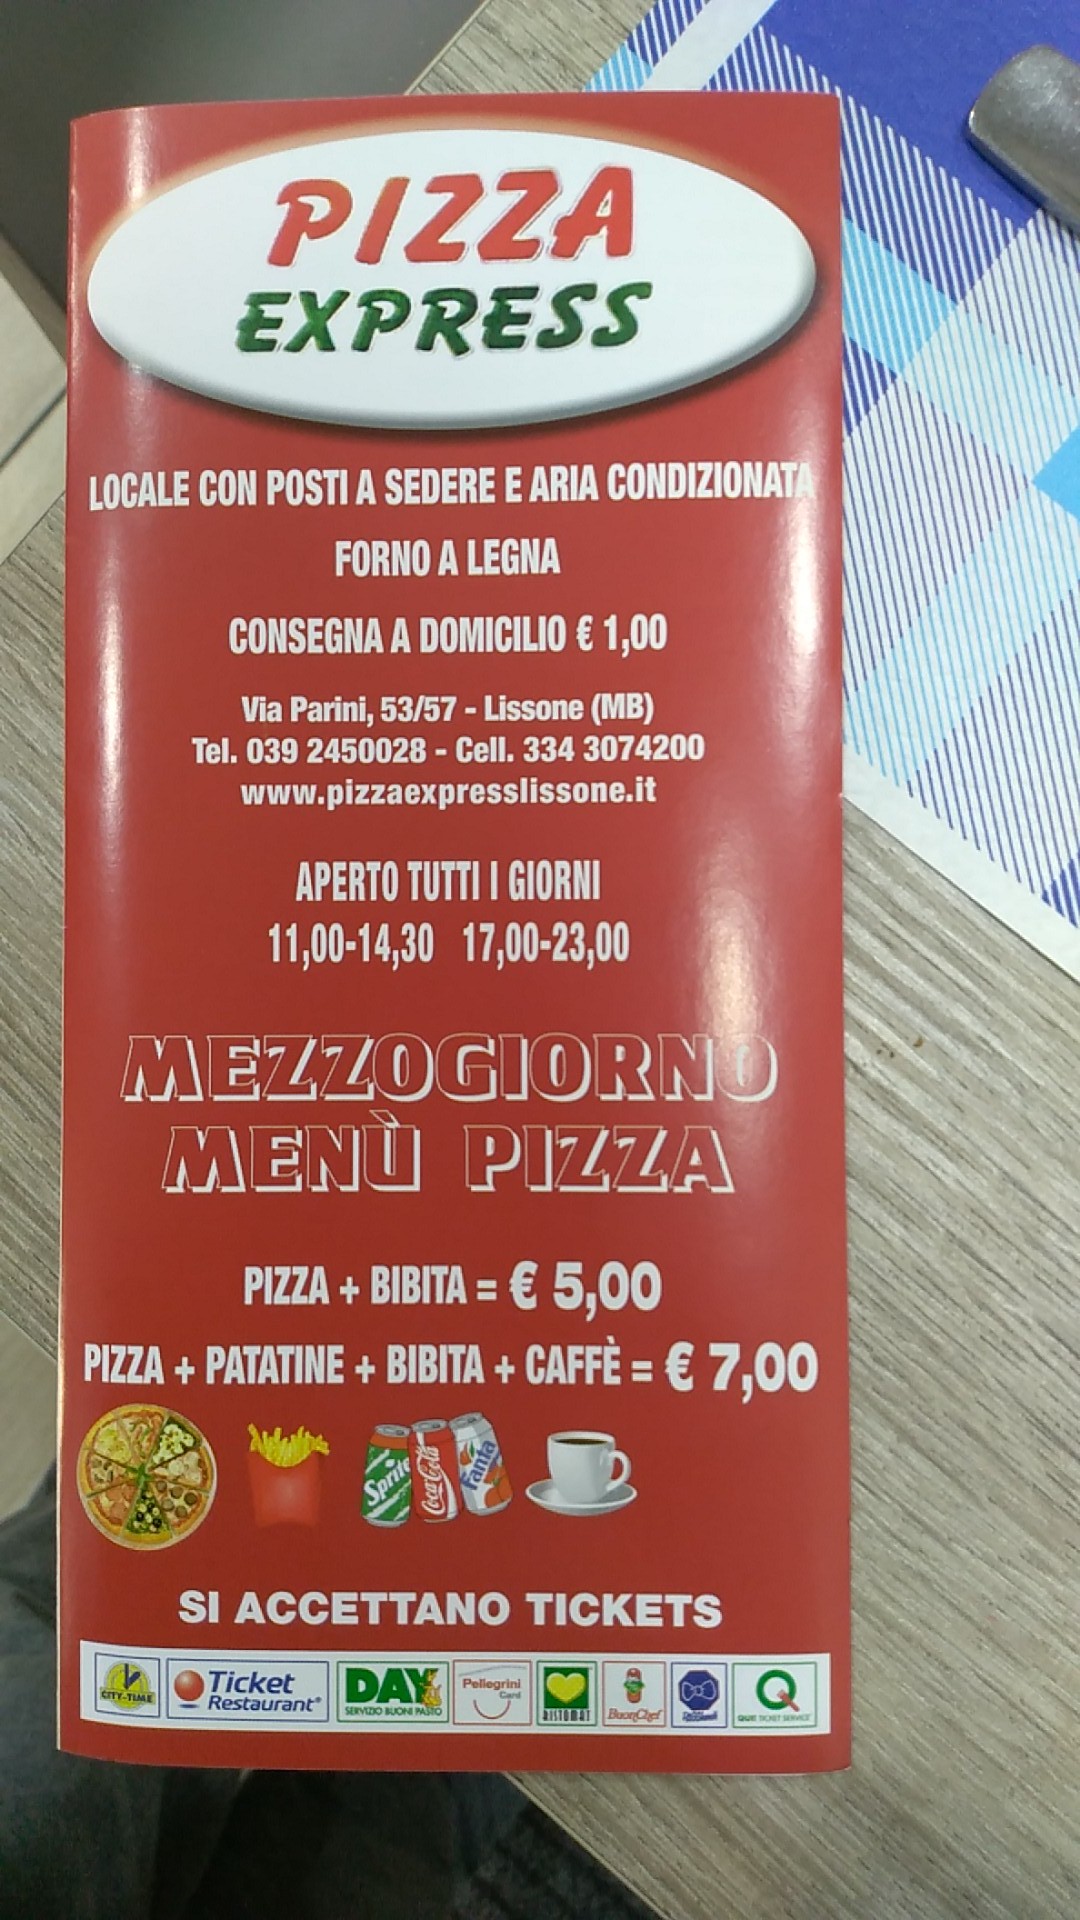 PIZZA
EXPRESS
LOCALE CON POSTI A SEDERE E ARIA CONDIZIONATA
FORNO A LEGNA
CONSEGNA A DOMICILIO € 1,00
Via Parini, 53/57 - Lissone (MB)
Tel. 039 2450028 - Cell. 334 3074200
www.pizzaexpresslissone.it
APERTO TUTTI I GIORNI
11,00-14,30 17,00-23,00
MEZZOGIORNO
MENÙ PIZZA
PIZZA + BIBITA = € 5,00
PIZZA + PATATINE + BIBITA + CAFFÈ = € 7,00
Sprite Coca-Cola Fanta
SI ACCETTANO TICKETS
CITY-TIME
Ticket
Restaurant®
DAY
SERVIZIO BUONI PASTO
Pellegrini
Card
RISTOMAT
BuonChef
QUI! TICKET SERVICE